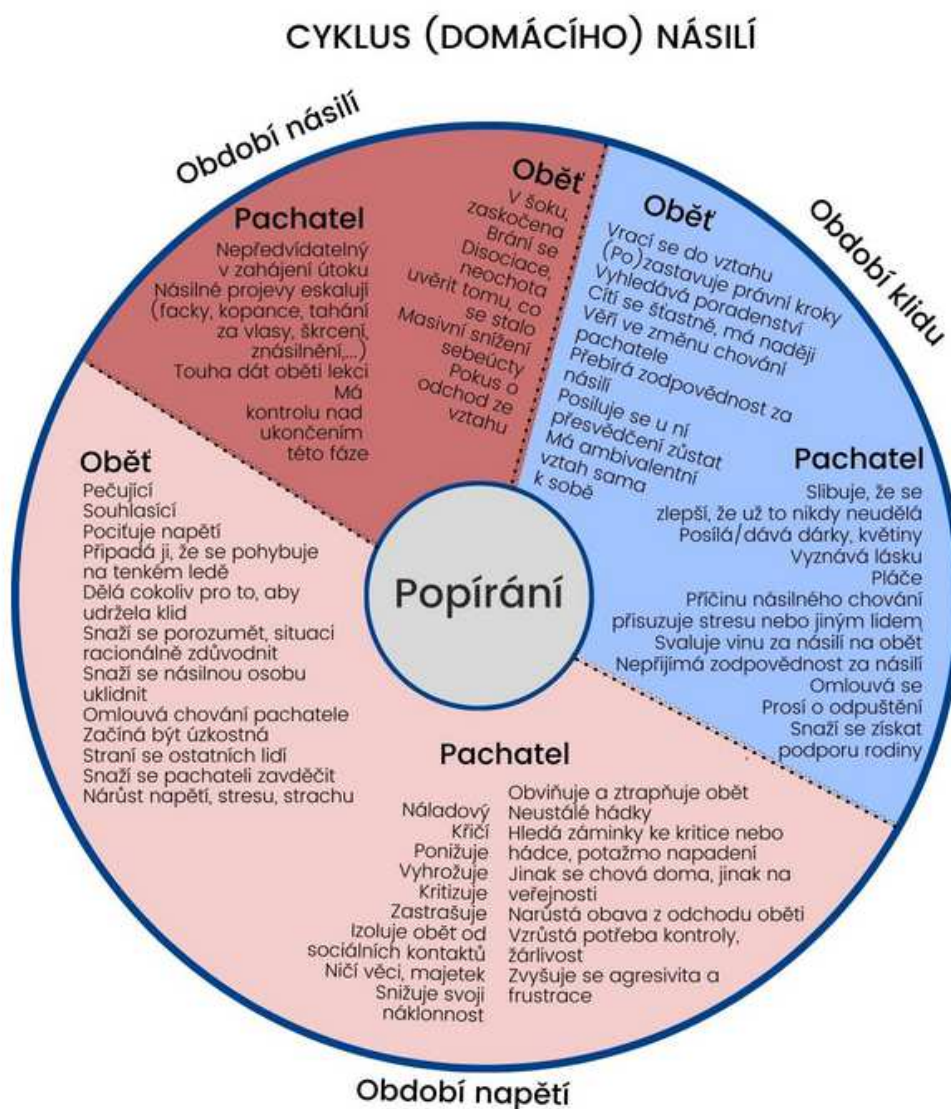 CYKLUS (DOMÁCÍHO) NÁSILÍ
Období násilí
Pachatel
Nepředvídatelný
v zahájení útoku
Násilné projevy eskalují
(facky, kopance, tahání
za vlasy, škrcení,
znásilnění,...)
Touha dát oběti lekci
Má
kontrolu nad
ukončením
této fáze
Oběť
V šoku,
zaskočena
Brání se
Disociace,
neochota
uvěřit tomu, co
se stalo
Masivní snížení
sebeúcty
Pokus o
odchod ze
vztahu
Období klidu
Oběť
Vrací se do vztahu
(Po)zastavuje právní kroky
Vyhledává poradenství
Cítí se šťastně, má naději
Věří ve změnu chování
pachatele
Přebírá zodpovědnost za
násilí
Posiluje se u ní
přesvědčení zůstat
Má ambivalentní
vztah sama
k sobě
Pachatel
Slibuje, že se
zlepší, že už to nikdy neudělá
Posílá/dává dárky, květiny
Vyznává lásku
Pláče
Příčinu násilného chování
přisuzuje stresu nebo jiným lidem
Svaluje vinu za násilí na oběť
Nepřijímá zodpovědnost za násilí
Omlouvá se
Prosí o odpuštění
Snaží se získat
podporu rodiny
Popírání
Oběť
Pečující
Souhlasící
Pociťuje napětí
Připadá ji, že se pohybuje
na tenkém ledě
Dělá cokoliv pro to, aby
udržela klid
Snaží se porozumět, situaci
racionálně zdůvodnit
Snaží se násilnou osobu
uklidnit
Omlouvá chování pachatele
Začíná být úzkostná
Straní se ostatních lidí
Snaží se pachateli zavděčit
Nárůst napětí, stresu, strachu
Pachatel
Náladový
Křičí
Ponižuje
Vyhrožuje
Kritizuje
Zastrašuje
Izoluje oběť od
sociálních kontaktů
Ničí věci, majetek
Snižuje svoji
náklonnost
Obviňuje a ztrapňuje oběť
Neustálé hádky
Hledá záminky ke kritice nebo
hádce, potažmo napadení
Jinak se chová doma, jinak na
veřejnosti
Narůstá obava z odchodu oběti
Vzrůstá potřeba kontroly,
žárlivost
Zvyšuje se agresivita a
frustrace
Období napětí